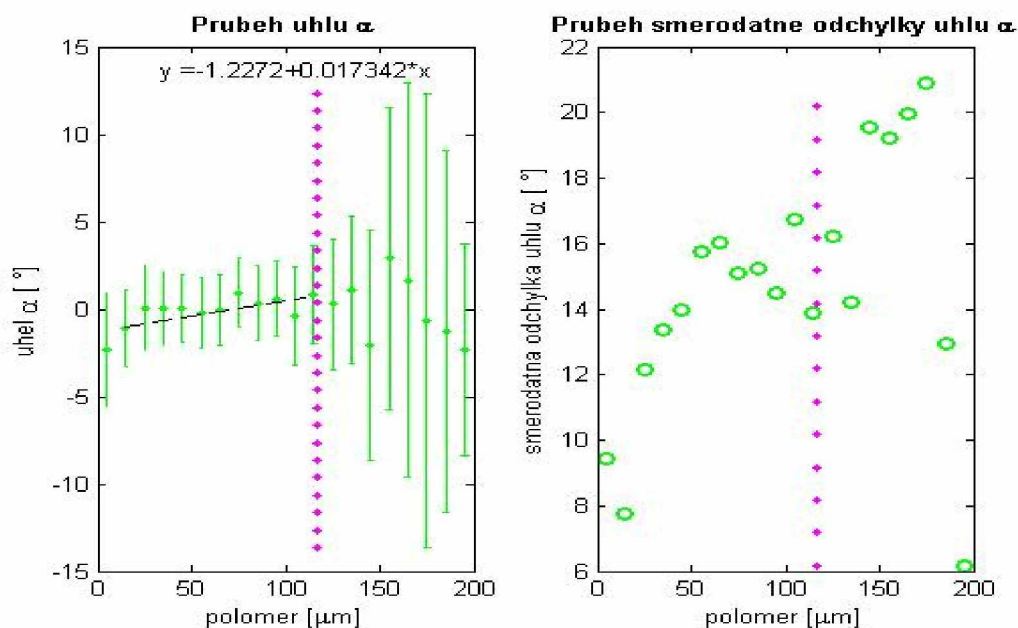 Prubeh uhlu α
y =-1.2272+0.017342*x
15
10
5
0
-5
-10
-15
uhel α [°]
0 50 100 150 200
polomer [µm]
Prubeh smerodatne odchylky uhlu α
22
20
18
16
14
12
10
8
6
smerodatna odchylka uhlu α [°]
0 50 100 150 200
polomer [µm]